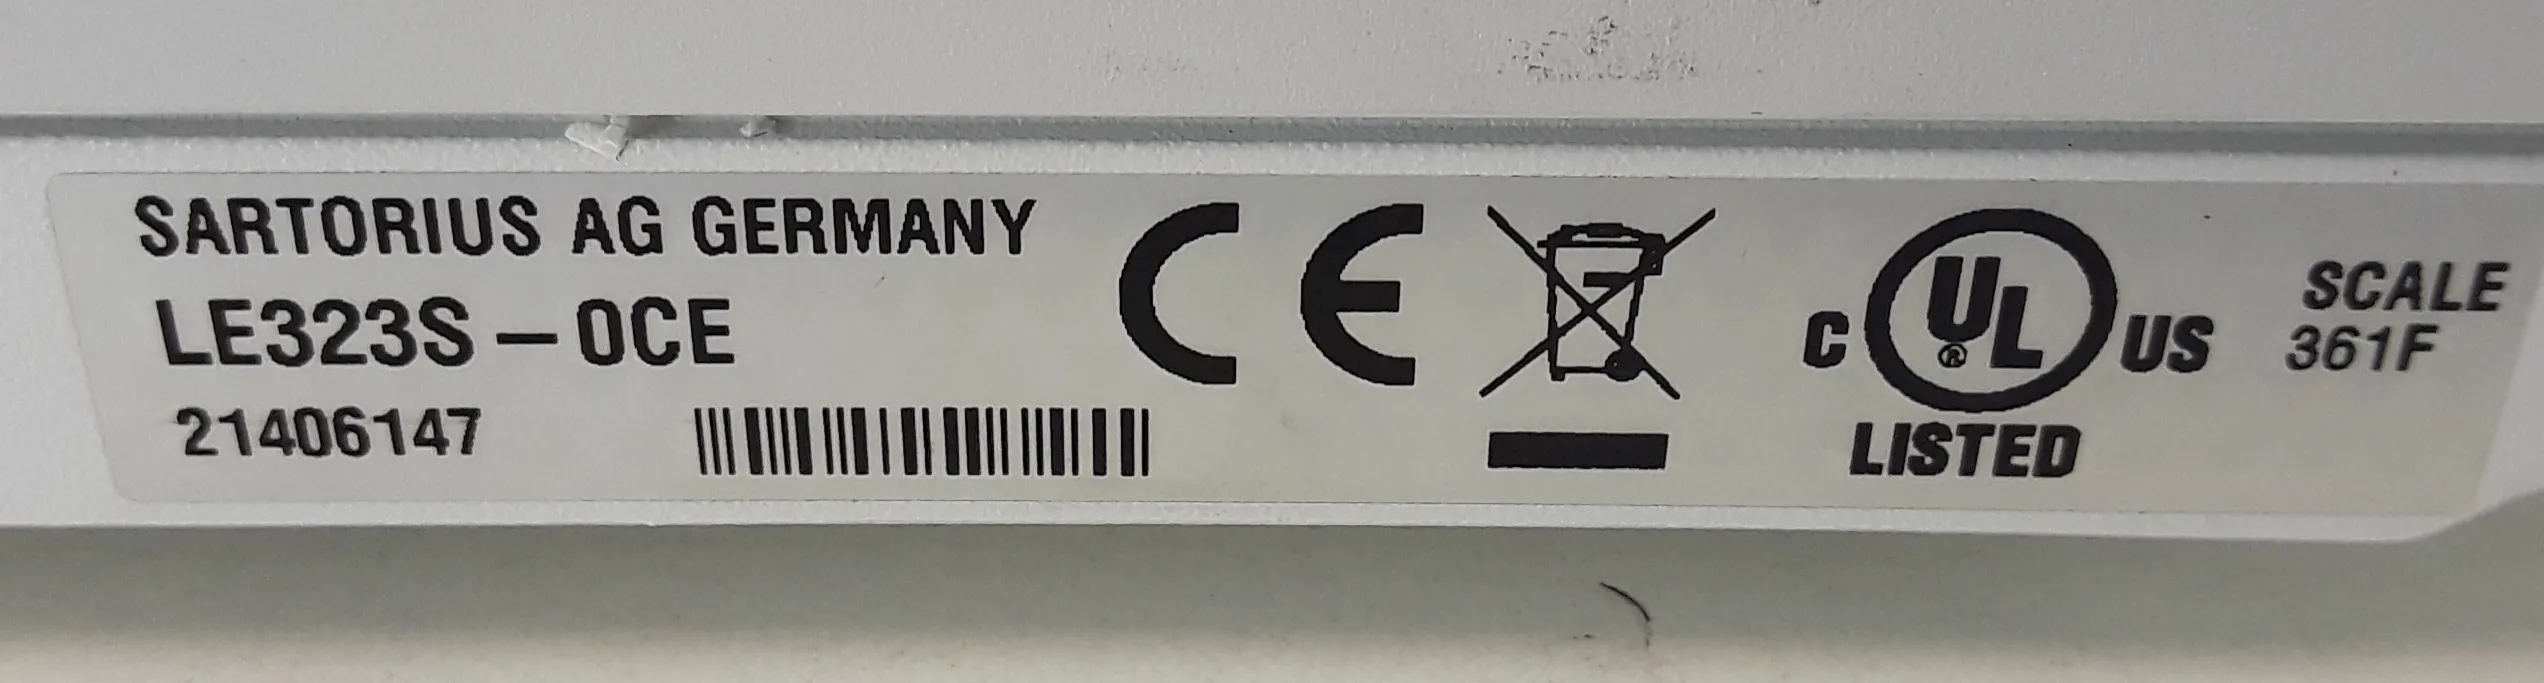 SARTORIUS AG GERMANY
LE323S – 0CE
21406147
CE
C UL® US
LISTED
SCALE
361F